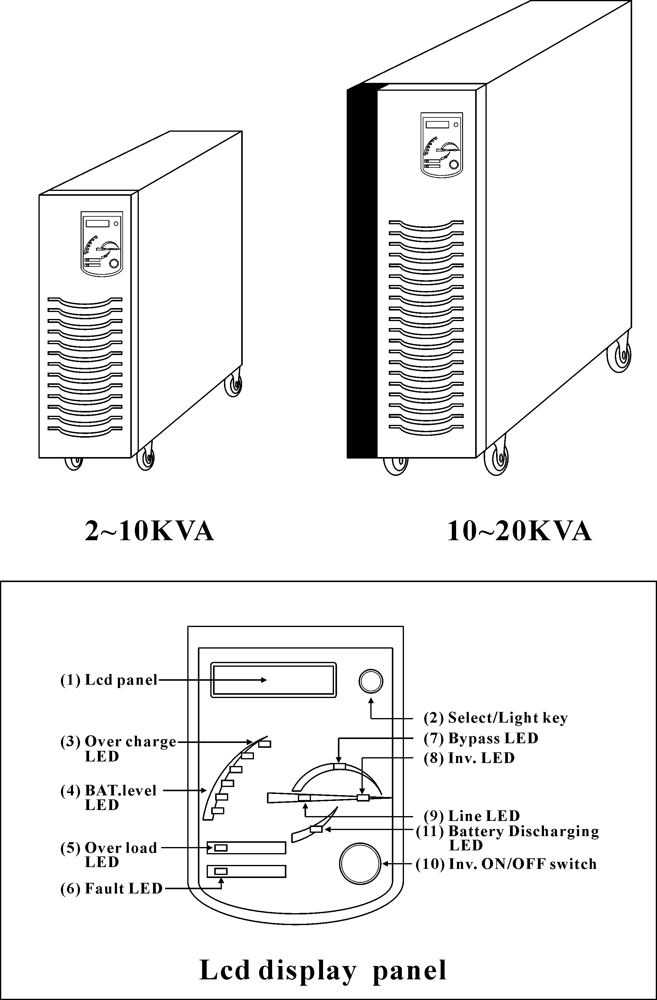 2~10KVA
10~20KVA
(1) Lcd panel
(2) Select/Light key
(3) Over charge
LED
(7) Bypass LED
(8) Inv. LED
(4) BAT.level
LED
(9) Line LED
(11) Battery Discharging
LED
(5) Over load
LED
(10) Inv. ON/OFF switch
(6) Fault LED
Lcd display panel